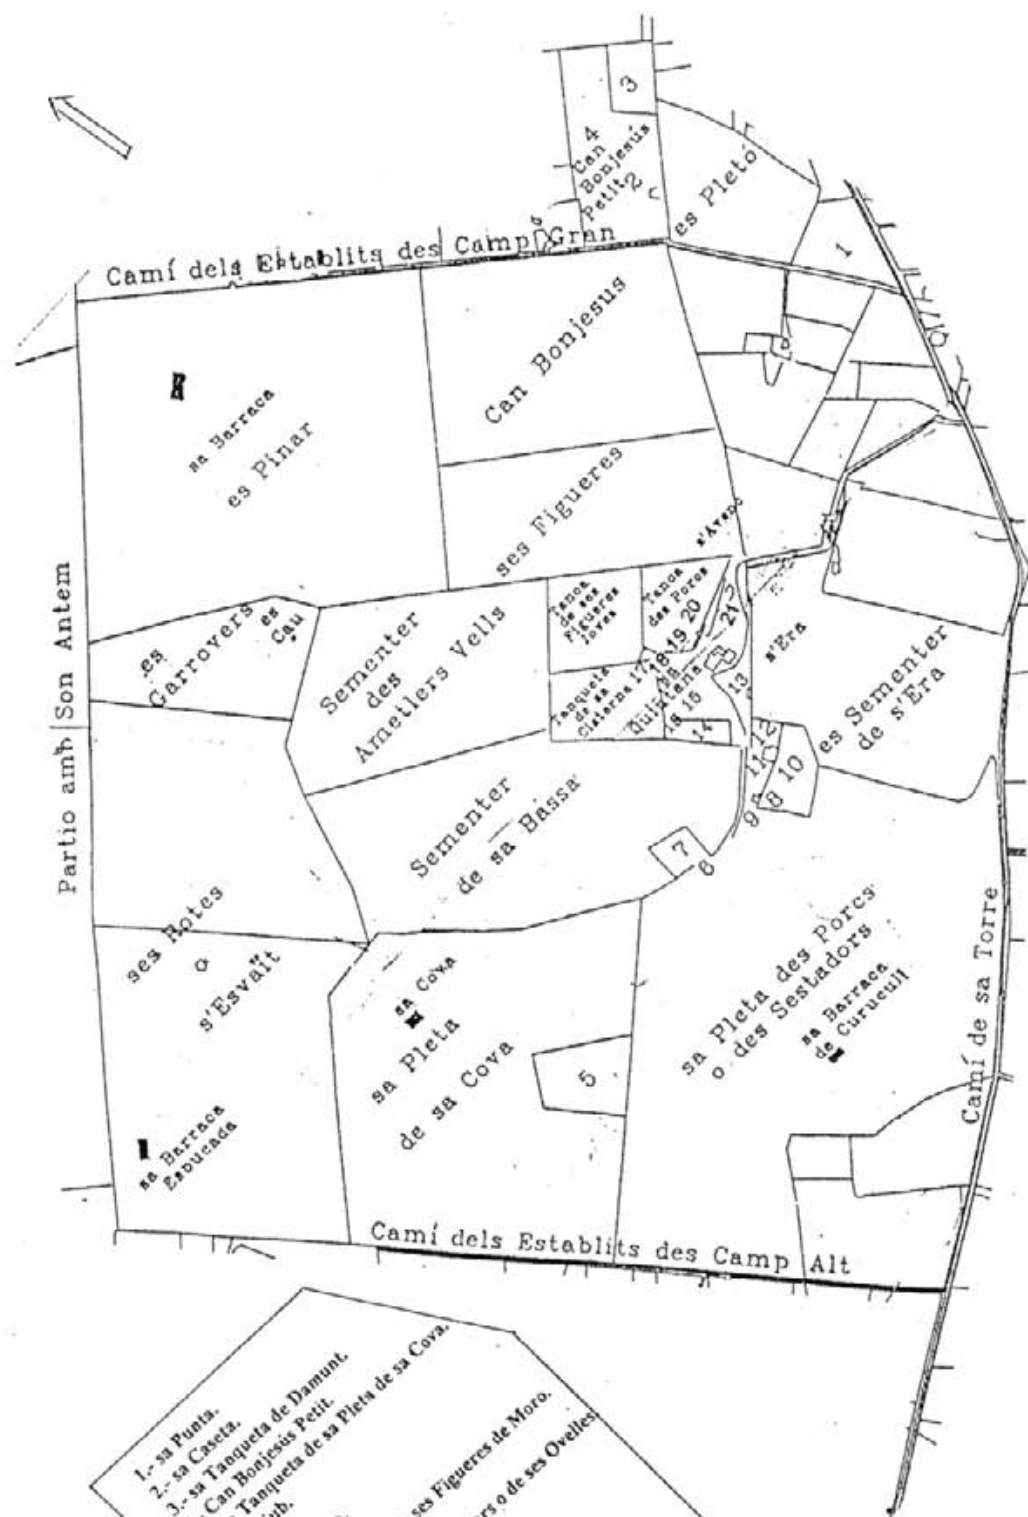 3
4
Can
Bonjesús
Petit
2
es Pletó
1
Camí dels Establits des Camp Gran
Can Bonjesus
sa Barraca
es Pinar
ses Figueres
s'Avenc
Tanca
de ses
Figueres
Joves
Tanca
des Porcs
20
19
18
17
21
s'Era
es Sementer
de s'Era
es
Garrovers
es
Cau
Sementer
des
Ametlers Vells
Tanqueta
de sa
Cisterna
Quintana
16 15
14
13
12
11
10
9
8
7
6
Partio amb Son Antem
Sementer
de sa Bassa
ses Rotes
s'Esvaït
sa Cova
sa Pleta
de sa Cova
5
sa Pleta des Porcs
o des Sestadors
sa Barraca
de Curucull
Camí de sa Torre
sa Barraca
Esbucada
Camí dels Establits des Camp Alt
1.- sa Punta.
2.- sa Caseta.
3.- sa Tanqueta de Damunt.
Can Bonjesús Petit.
Tanqueta de sa Pleta de sa Cova.
ses Figueres de Moro.
o de ses Ovelles